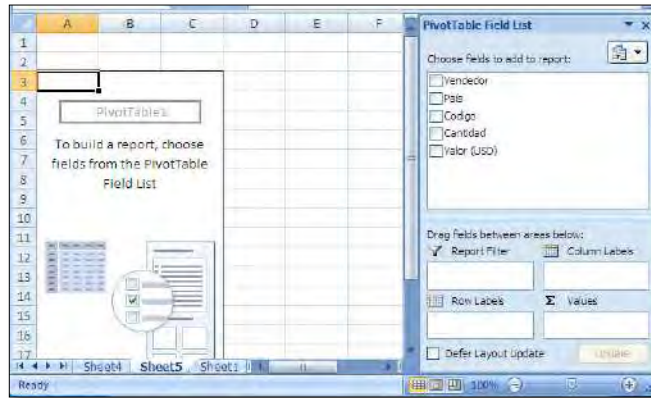 A B C D E F
PivotTable Field List
1
2
3
4
5
6
7
8
9
10
11
12
13
14
15
16
17
PivotTable1
To build a report, choose
fields from the PivotTable
Field List
Sheet4 Sheet5 Sheet1
Ready
Choose fields to add to report:
Vendedor
Pais
Codigo
Cantidad
Valor (USD)
Drag fields between areas below:
Report Filter Column Labels
Row Labels Σ Values
Defer Layout Update Update
100%